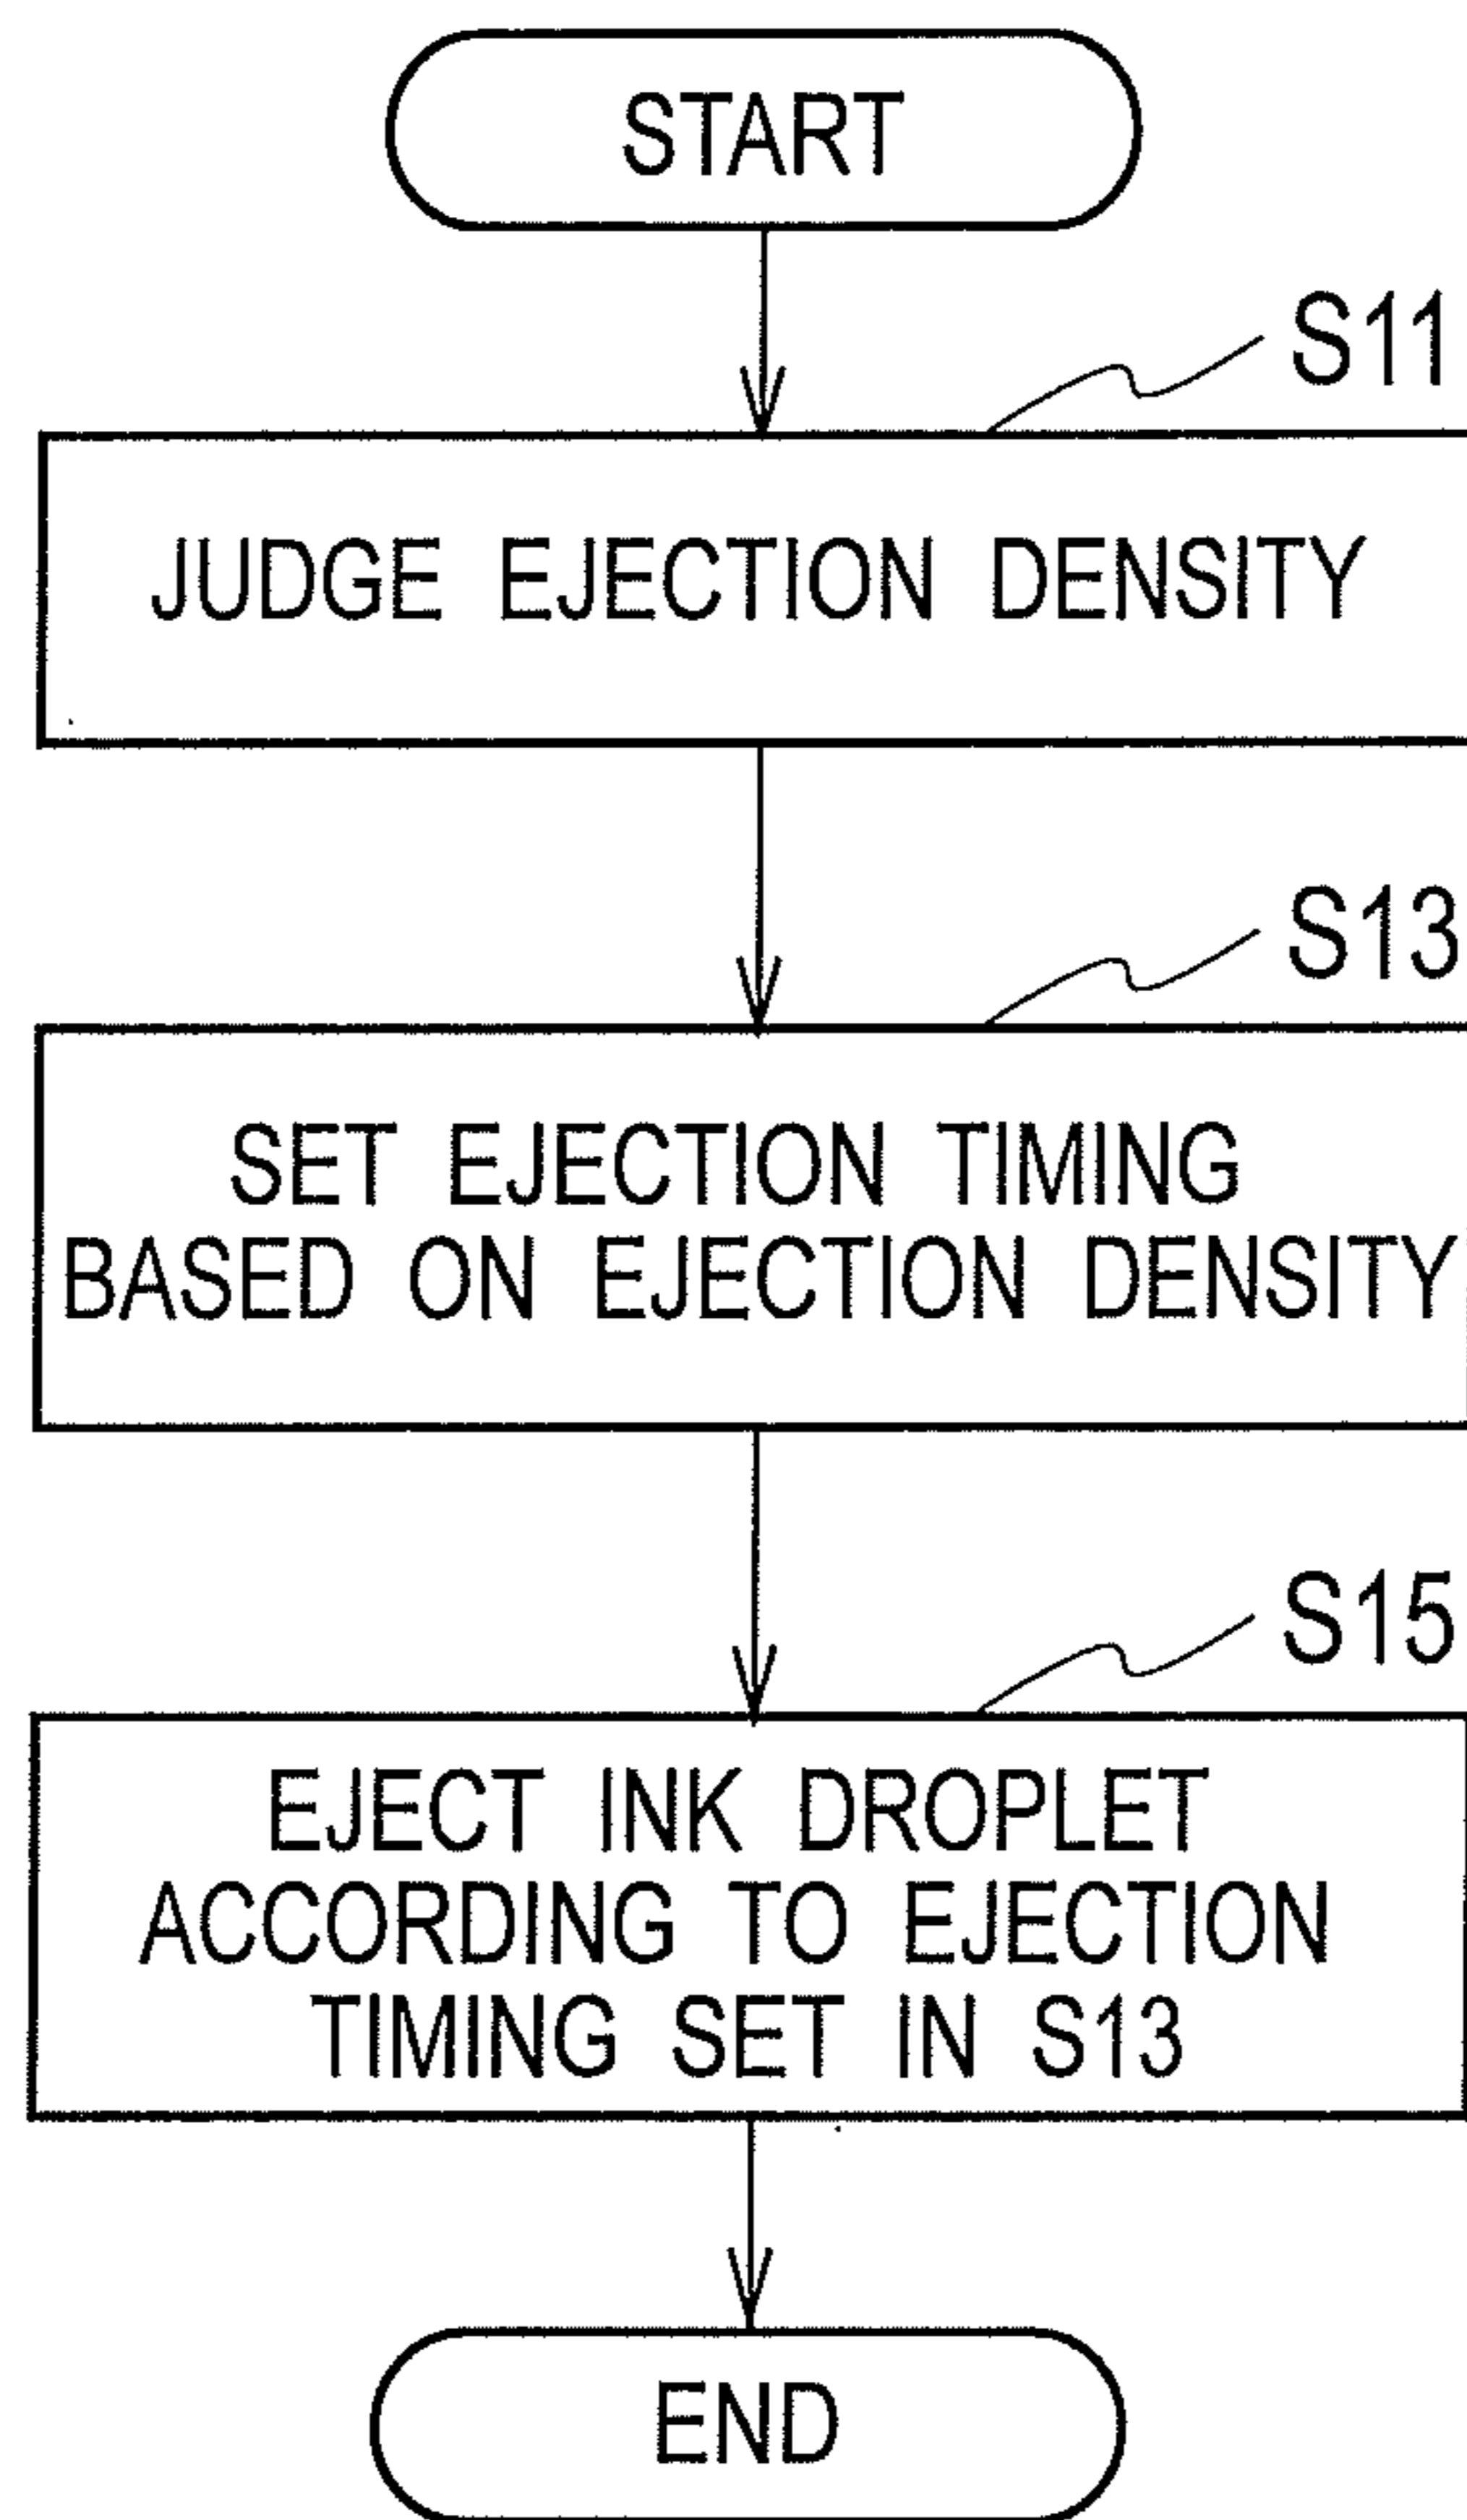 START
S11
JUDGE EJECTION DENSITY
S13
SET EJECTION TIMING
BASED ON EJECTION DENSITY
S15
EJECT INK DROPLET
ACCORDING TO EJECTION
TIMING SET IN S13
END